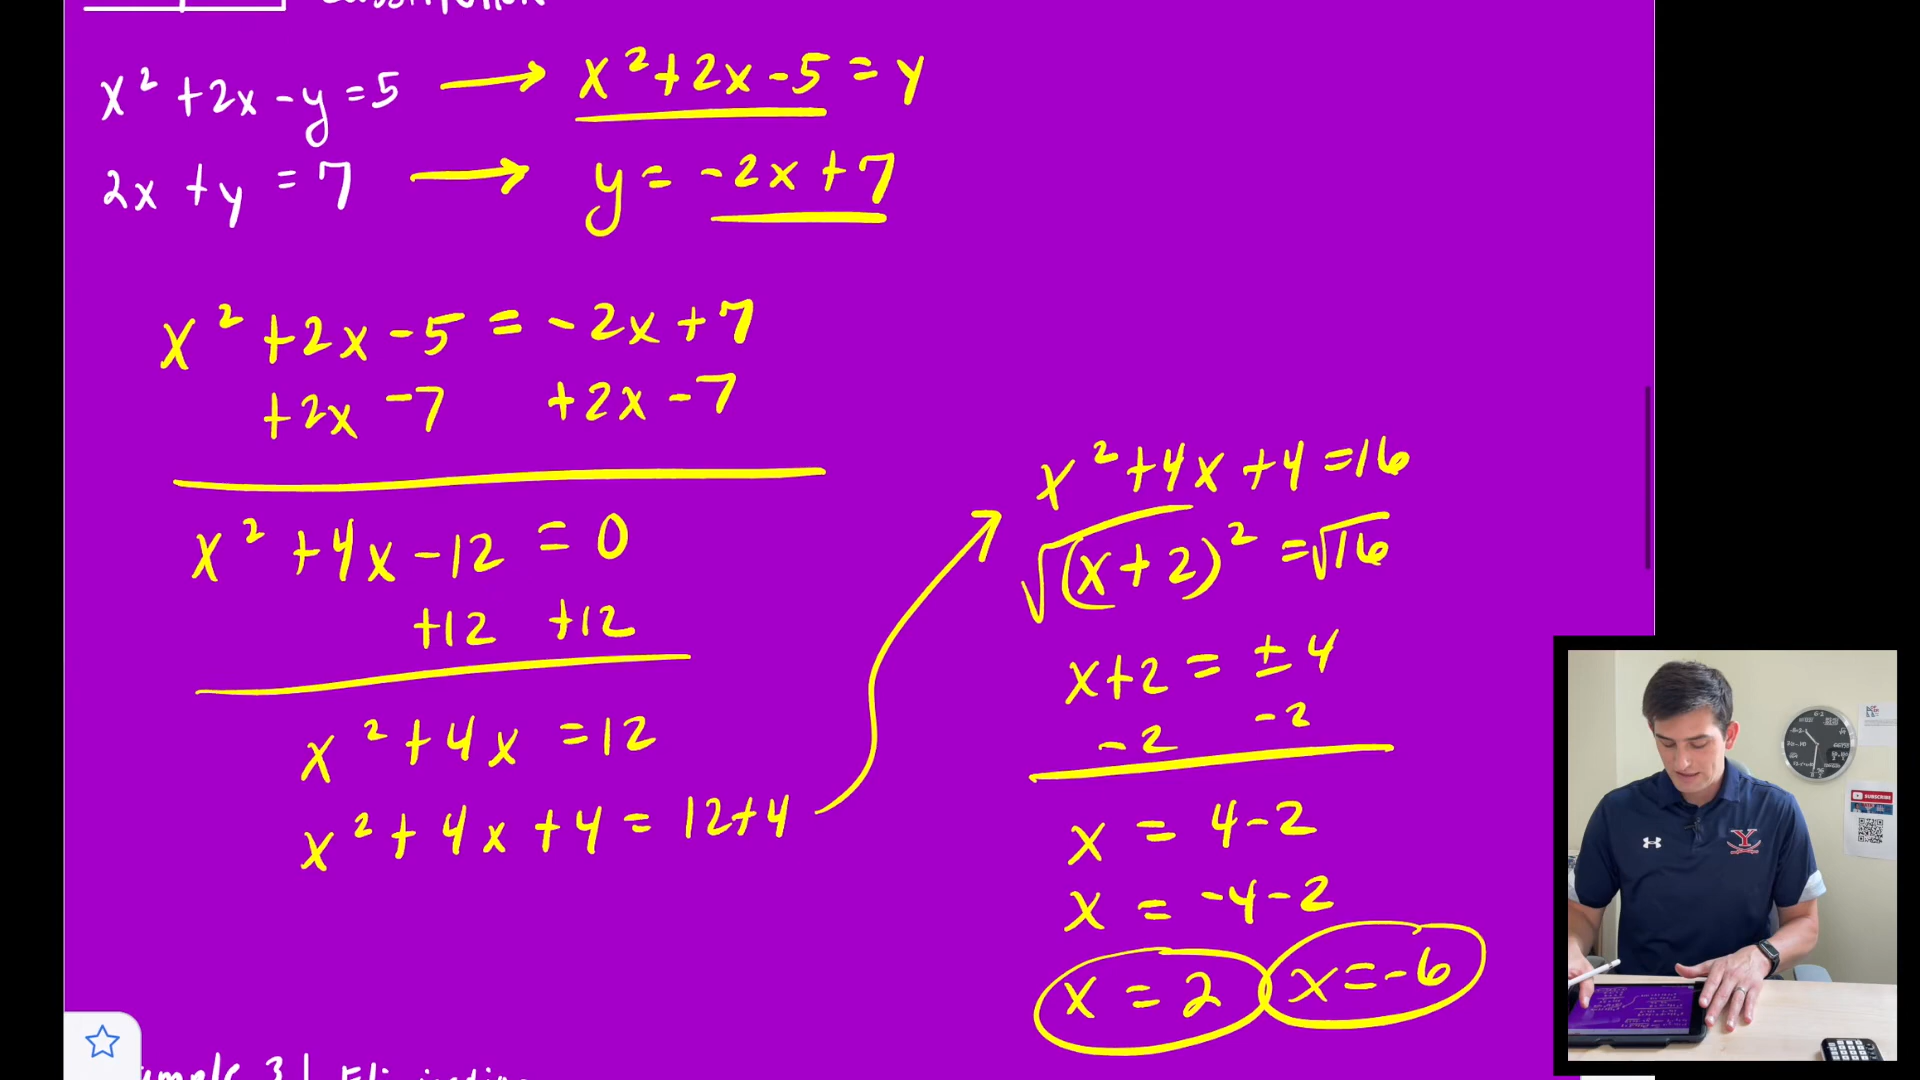 x² + 2x - y = 5 → x² + 2x - 5 = y
2x + y = 7 → y = -2x + 7
x² + 2x - 5 = -2x + 7
+2x - 7 +2x - 7
x² + 4x - 12 = 0
+12 +12
x² + 4x = 12
x² + 4x + 4 = 12 + 4
x² + 4x + 4 = 16
√(x + 2)² = √16
x + 2 = ± 4
-2 -2
x = 4 - 2
x = -4 - 2
x = 2 x = -6
3 |
SUBSCRIBE
Y